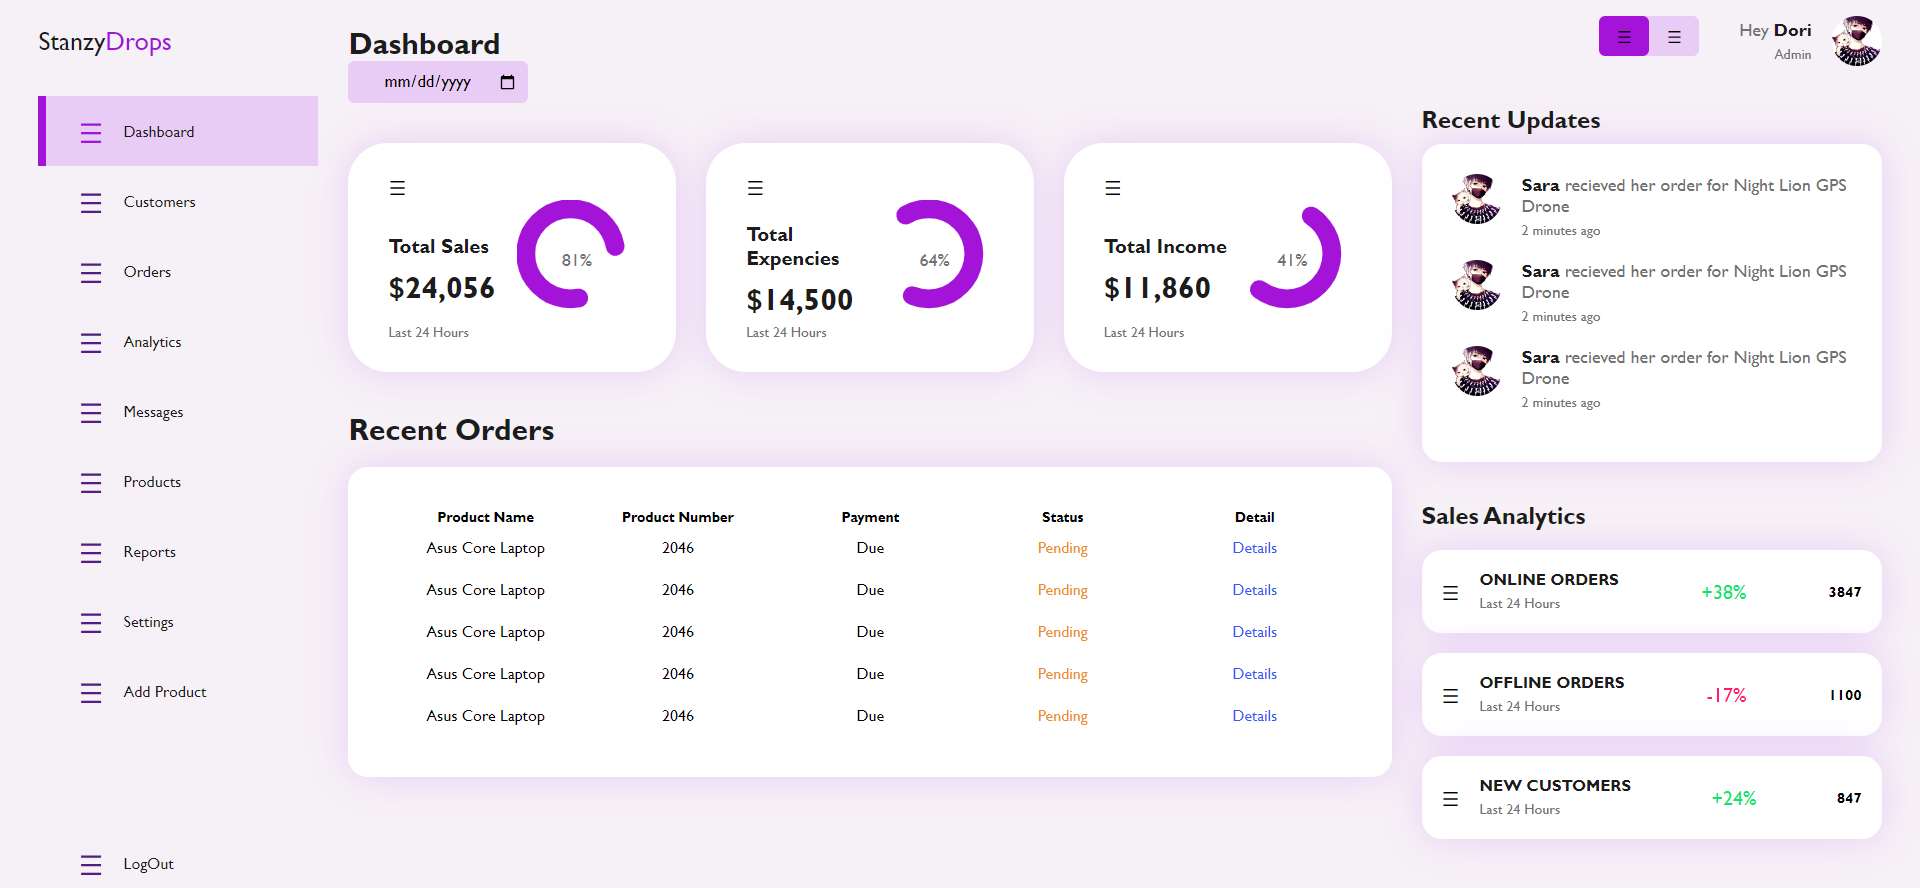 StanzyDrops
Dashboard
Customers
Orders
Analytics
Messages
Products
Reports
Settings
Add Product
LogOut
Dashboard
mm/dd/yyyy
Total Sales
$24,056
Last 24 Hours
81%
Total
Expencies
$14,500
Last 24 Hours
64%
Total Income
$11,860
Last 24 Hours
41%
Recent Orders
Product Name Product Number Payment Status Detail
Asus Core Laptop 2046 Due Pending Details
Asus Core Laptop 2046 Due Pending Details
Asus Core Laptop 2046 Due Pending Details
Asus Core Laptop 2046 Due Pending Details
Asus Core Laptop 2046 Due Pending Details
Hey Dori
Admin
Recent Updates
Sara recieved her order for Night Lion GPS
Drone
2 minutes ago
Sara recieved her order for Night Lion GPS
Drone
2 minutes ago
Sara recieved her order for Night Lion GPS
Drone
2 minutes ago
Sales Analytics
ONLINE ORDERS
Last 24 Hours
+38%
3847
OFFLINE ORDERS
Last 24 Hours
-17%
1100
NEW CUSTOMERS
Last 24 Hours
+24%
847